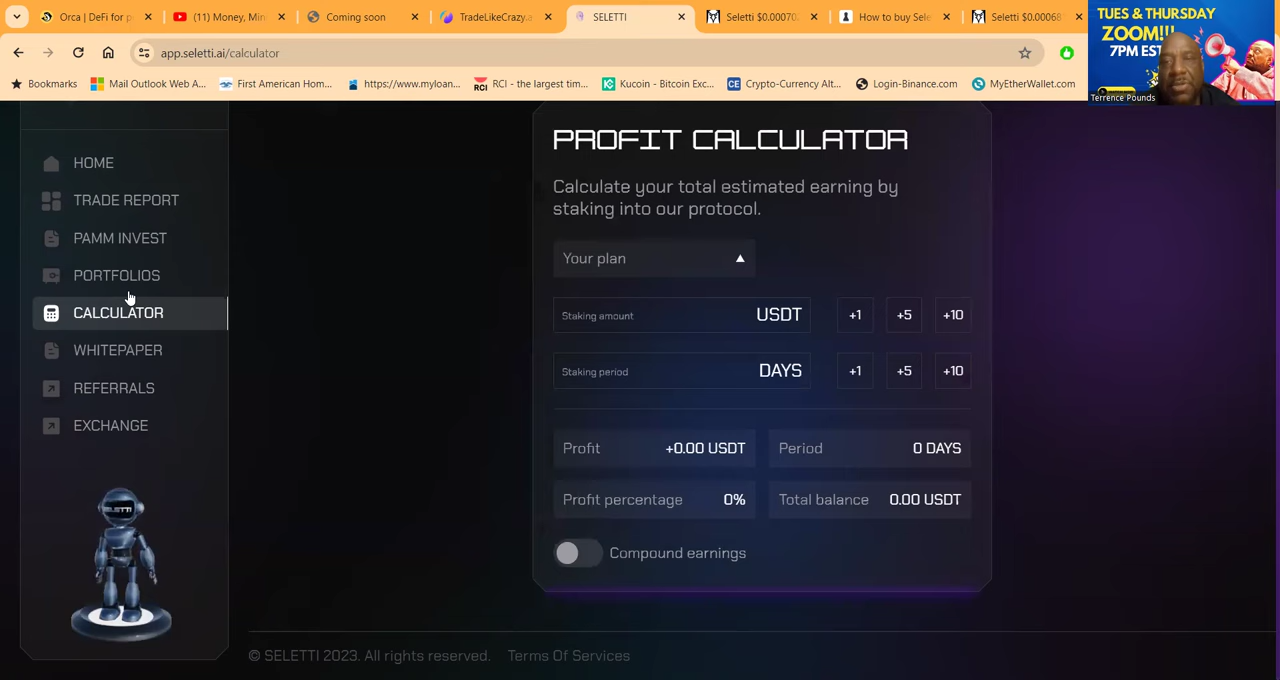 Orca | DeFi for p
(11) Money, Min
Coming soon
TradeLikeCrazy.a
SELETTI
Seletti $0.00070
How to buy Sele
Seletti $0.00068
app.seletti.ai/calculator
Bookmarks
Mail Outlook Web A...
First American Hom...
https://www.myloan...
RCI - the largest tim...
Kucoin - Bitcoin Exc...
Crypto-Currency Alt...
Login-Binance.com
MyEtherWallet.com
TUES & THURSDAY
ZOOM!!!
7PM EST
Terrence Pounds
HOME
TRADE REPORT
PAMM INVEST
PORTFOLIOS
CALCULATOR
WHITEPAPER
REFERRALS
EXCHANGE
SELETTI
PROFIT CALCULATOR
Calculate your total estimated earning by
staking into our protocol.
Your plan
Staking amount USDT +1 +5 +10
Staking period DAYS +1 +5 +10
Profit +0.00 USDT
Period 0 DAYS
Profit percentage 0%
Total balance 0.00 USDT
Compound earnings
© SELETTI 2023. All rights reserved. Terms Of Services